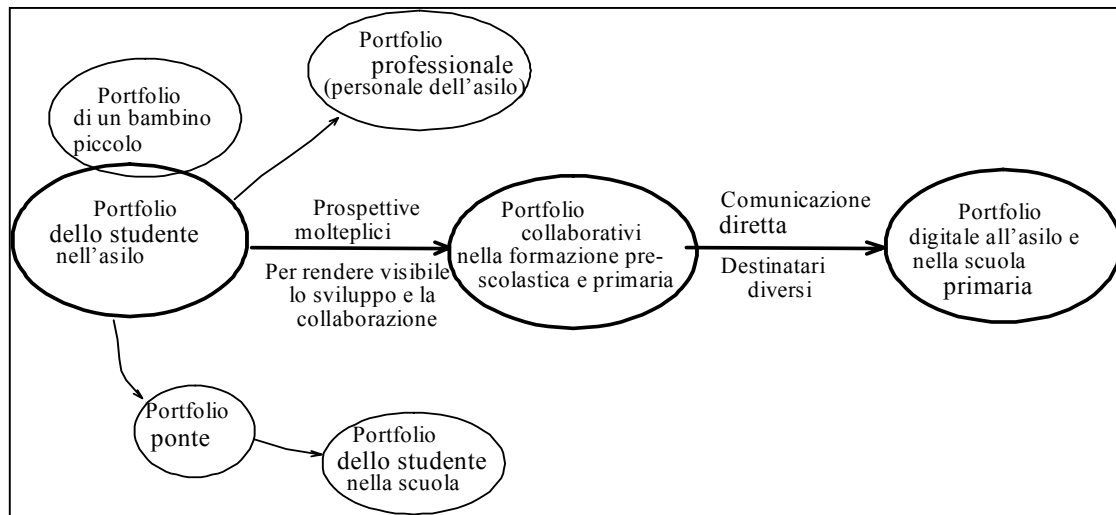 Portfolio
professionale
(personale dell'asilo)
Portfolio
di un bambino
piccolo
Portfolio
dello studente
nell'asilo
Prospettive
molteplici
Per rendere visibile
lo sviluppo e la
collaborazione
Portfolio
collaborativi
nella formazione pre-
scolastica e primaria
Comunicazione
diretta
Destinatari
diversi
Portfolio
digitale all'asilo e
nella scuola
primaria
Portfolio
ponte
Portfolio
dello studente
nella scuola